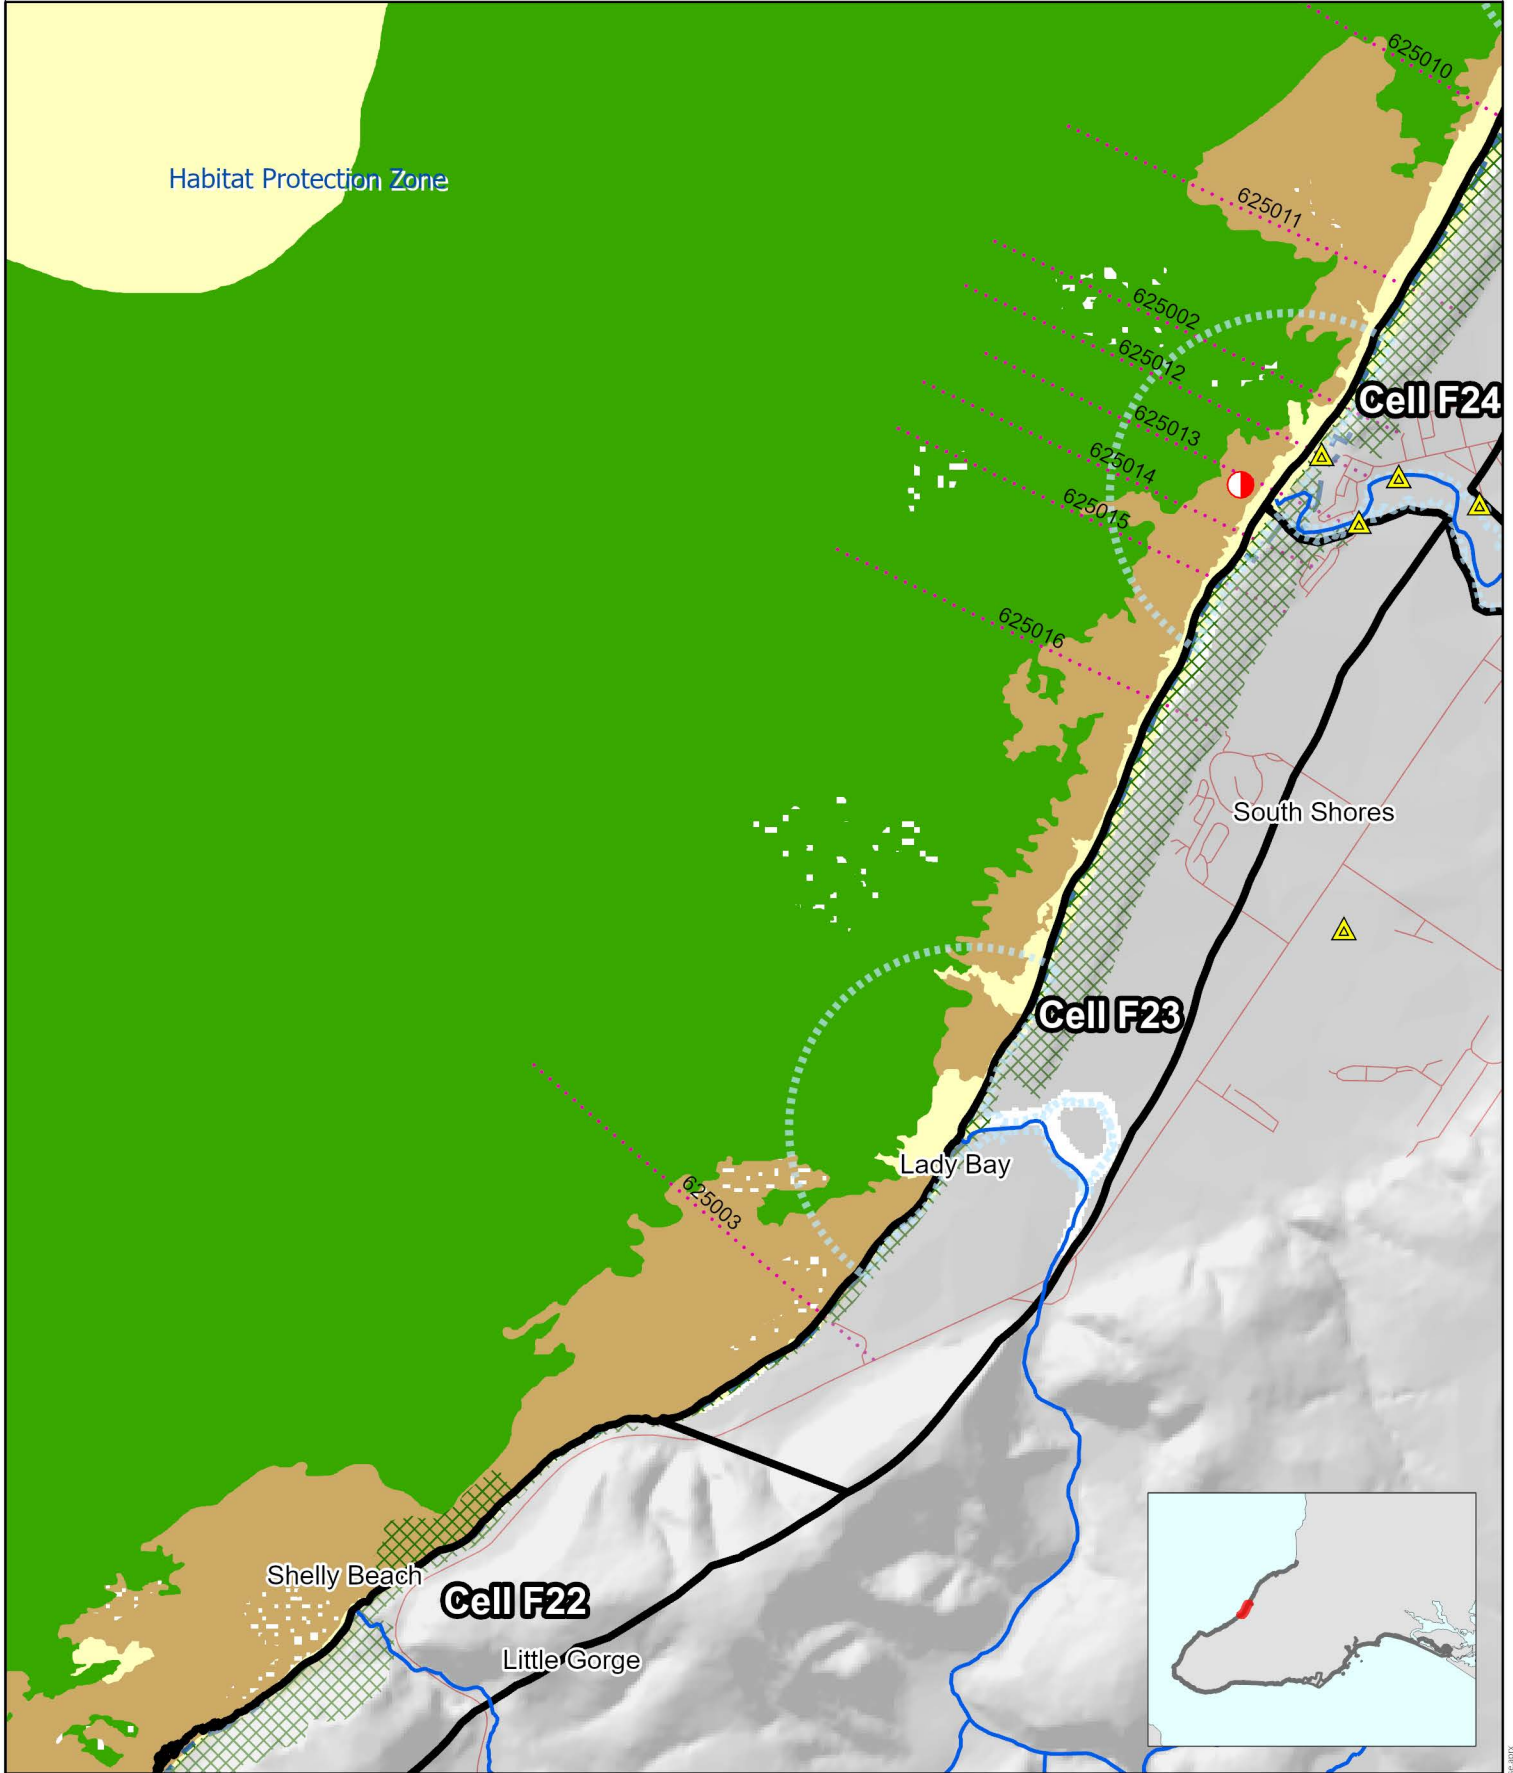 625010
Habitat Protection Zone
625011
625002
625012
Cell F24
625013
625014
625015
625016
South Shores
Cell F23
Lady Bay
625003
Shelly Beach
Cell F22
Little Gorge